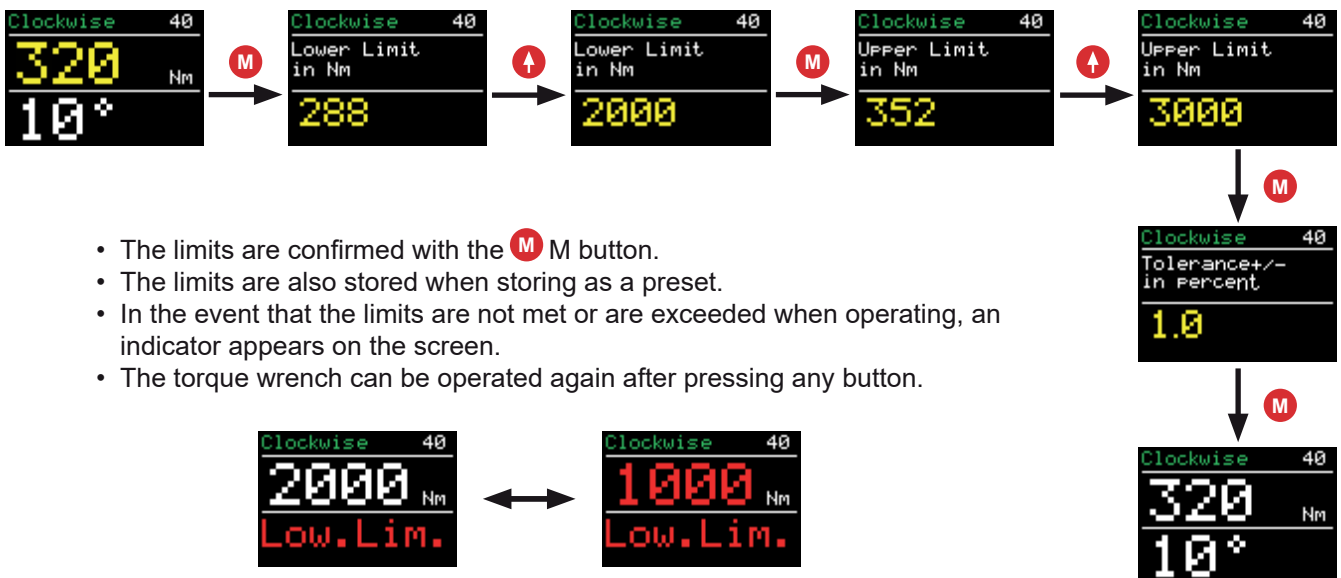 Clockwise 40
320 Nm
10°
M
Clockwise 40
Lower Limit
in Nm
288
Clockwise 40
Lower Limit
in Nm
2000
M
Clockwise 40
Upper Limit
in Nm
352
Clockwise 40
Upper Limit
in Nm
3000
M
Clockwise 40
Tolerance+/-
in percent
1.0
M
Clockwise 40
320 Nm
10°
• The limits are confirmed with the M M button.
• The limits are also stored when storing as a preset.
• In the event that the limits are not met or are exceeded when operating, an
indicator appears on the screen.
• The torque wrench can be operated again after pressing any button.
Clockwise 40
2000 Nm
Low.Lim.
Clockwise 40
1000 Nm
Low.Lim.